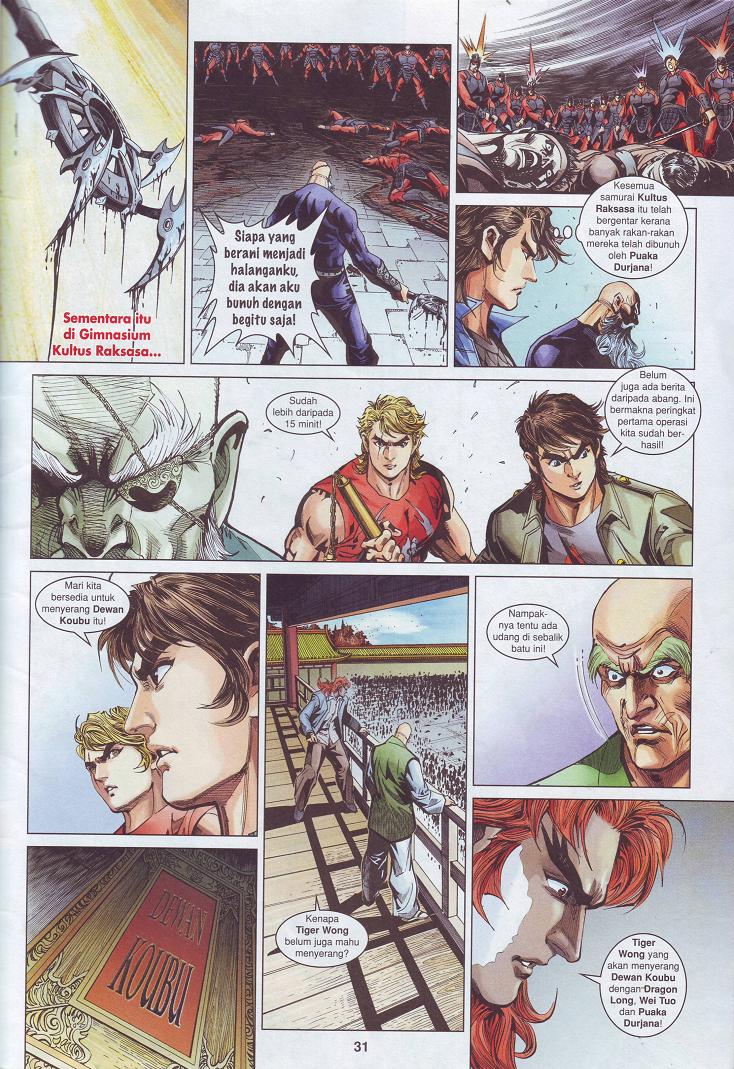 Sementara itu
di Gimnasium
Kultus Raksasa...
Siapa yang
berani menjadi
halanganku,
dia akan aku
bunuh dengan
begitu saja!
Kesemua
samurai Kultus
Raksasa itu telah
bergentar kerana
banyak rakan-rakan
mereka telah dibunuh
oleh Puaka
Durjana!
Sudah
lebih daripada
15 minit!
Belum
juga ada berita
daripada abang. Ini
bermakna peringkat
pertama operasi
kita sudah ber-
hasil!
Mari kita
bersedia untuk
menyerang Dewan
Koubu itu!
Kenapa
Tiger Wong
belum juga mahu
menyerang?
Nampak-
nya tentu ada
udang di sebalik
batu ini!
DEWAN
KOUBU
Tiger
Wong yang
akan menyerang
Dewan Koubu
dengan Dragon
Long, Wei Tuo
dan Puaka
Durjana!
31